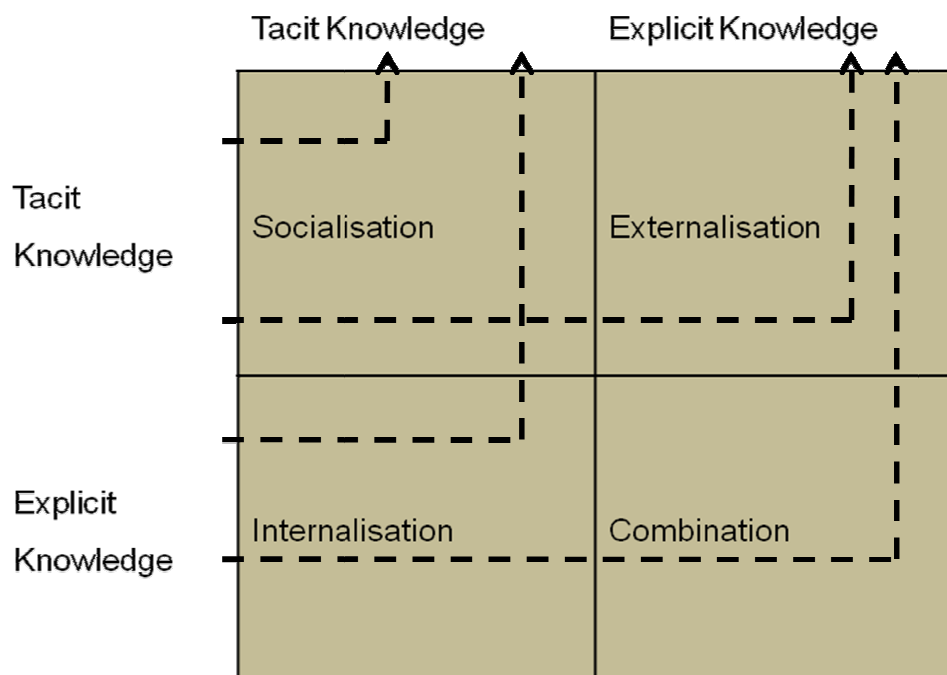 Tacit Knowledge
Explicit Knowledge
Tacit
Knowledge
Socialisation
Externalisation
Explicit
Knowledge
Internalisation
Combination